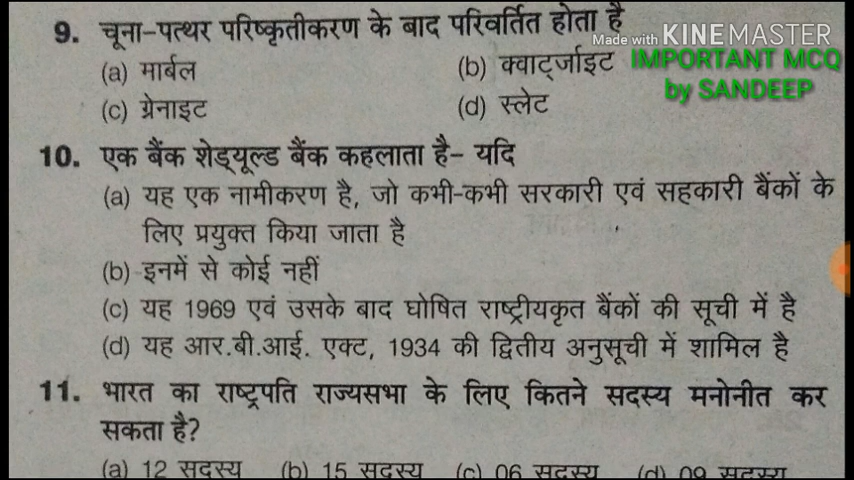 9. चूना-पत्थर परिष्कृतीकरण के बाद परिवर्तित होता है
Made with KINEMASTER
IMPORTANT MCQ
by SANDEEP
(a) मार्बल (b) क्वार्ट्जाइट
(c) ग्रेनाइट (d) स्लेट
10. एक बैंक शेड्यूल्ड बैंक कहलाता है- यदि
(a) यह एक नामीकरण है, जो कभी-कभी सरकारी एवं सहकारी बैंकों के
लिए प्रयुक्त किया जाता है
(b) इनमें से कोई नहीं
(c) यह 1969 एवं उसके बाद घोषित राष्ट्रीयकृत बैंकों की सूची में है
(d) यह आर.बी.आई. एक्ट, 1934 की द्वितीय अनुसूची में शामिल है
11. भारत का राष्ट्रपति राज्यसभा के लिए कितने सदस्य मनोनीत कर
सकता है?
(a) 12 सदस्य (b) 15 सदस्य (c) 06 सदस्य (d) 09 सदस्य